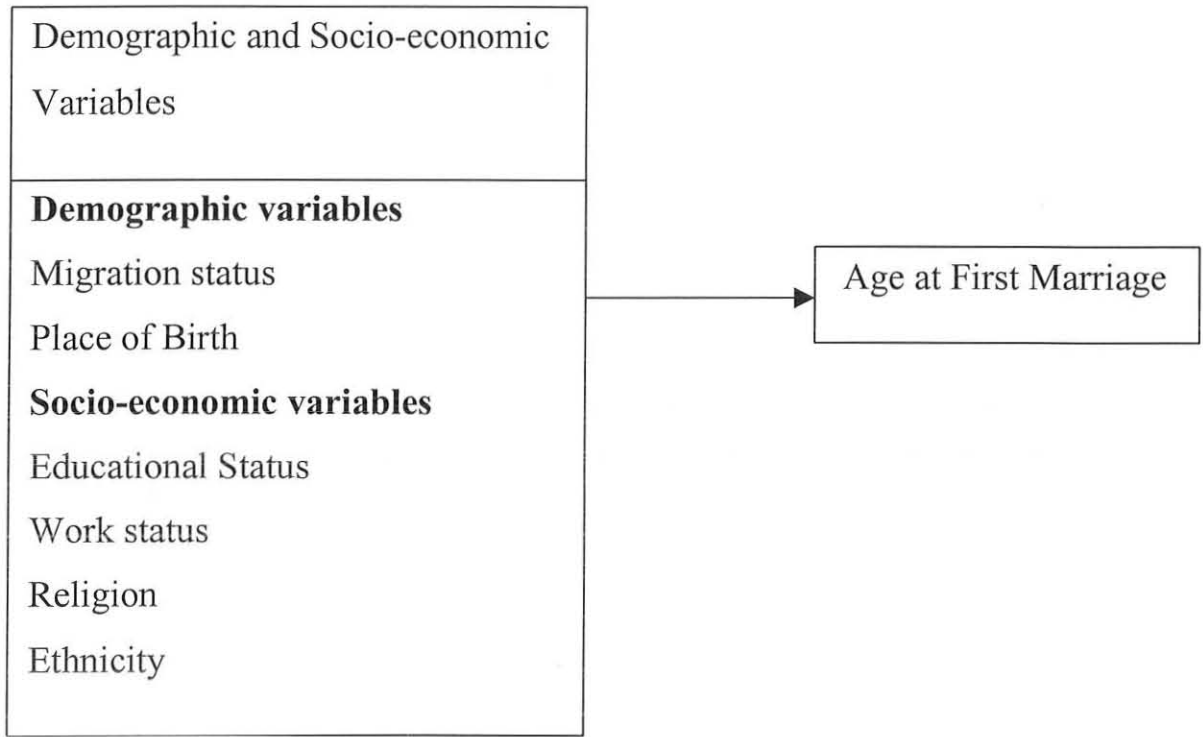 Demographic and Socio-economic
Variables
Demographic variables
Migration status
Place of Birth
Socio-economic variables
Educational Status
Work status
Religion
Ethnicity
Age at First Marriage